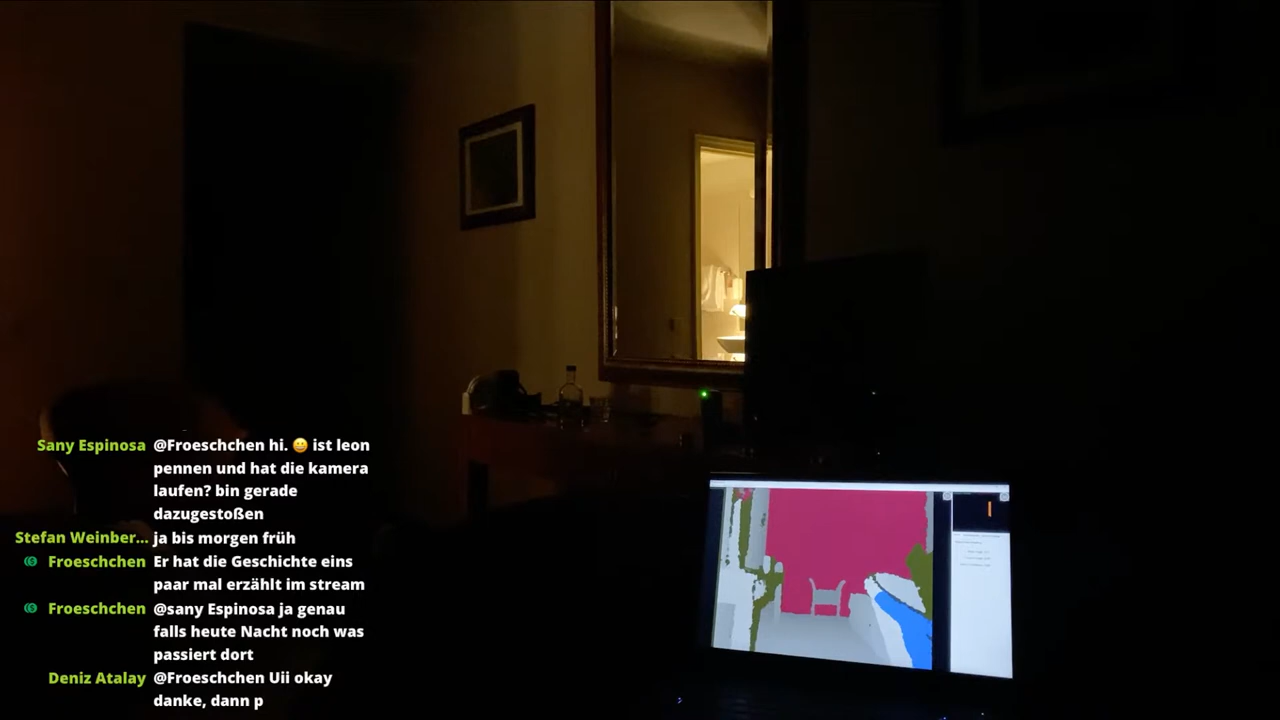 Sany Espinosa @Froeschchen hi. 😀 ist leon
pennen und hat die kamera
laufen? bin gerade
dazugestoßen
Stefan Weinber... ja bis morgen früh
Froeschchen Er hat die Geschichte eins
paar mal erzählt im stream
Froeschchen @sany Espinosa ja genau
falls heute Nacht noch was
passiert dort
Deniz Atalay @Froeschchen Uii okay
danke, dann p